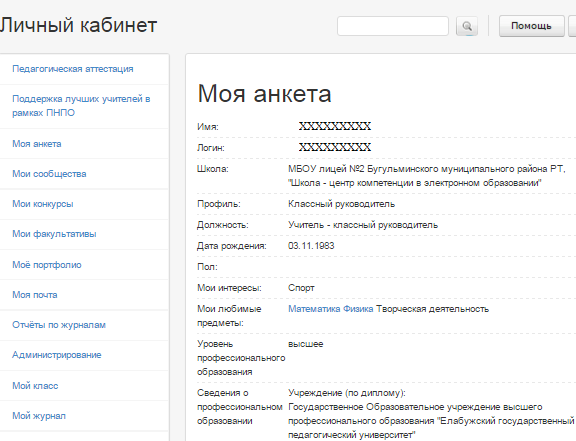 Личный кабинет
Помощь
Педагогическая аттестация
Поддержка лучших учителей в
рамках ПНПО
Моя анкета
Мои сообщества
Мои конкурсы
Мои факультативы
Моё портфолио
Моя почта
Отчёты по журналам
Администрирование
Мой класс
Мой журнал
Моя анкета
Имя: XXXXXXXXX
Логин: XXXXXXXXX
Школа: МБОУ лицей №2 Бугульминского муниципального района РТ,
"Школа - центр компетенции в электронном образовании"
Профиль: Классный руководитель
Должность: Учитель - классный руководитель
Дата рождения: 03.11.1983
Пол:
Мои интересы: Спорт
Мои любимые Математика Физика Творческая деятельность
предметы:
Уровень высшее
профессионального
образования
Сведения о Учреждение (по диплому):
профессиональном Государственное Образовательное учреждение высшего
образовании профессионального образования "Елабужский государственный
педагогический университет"